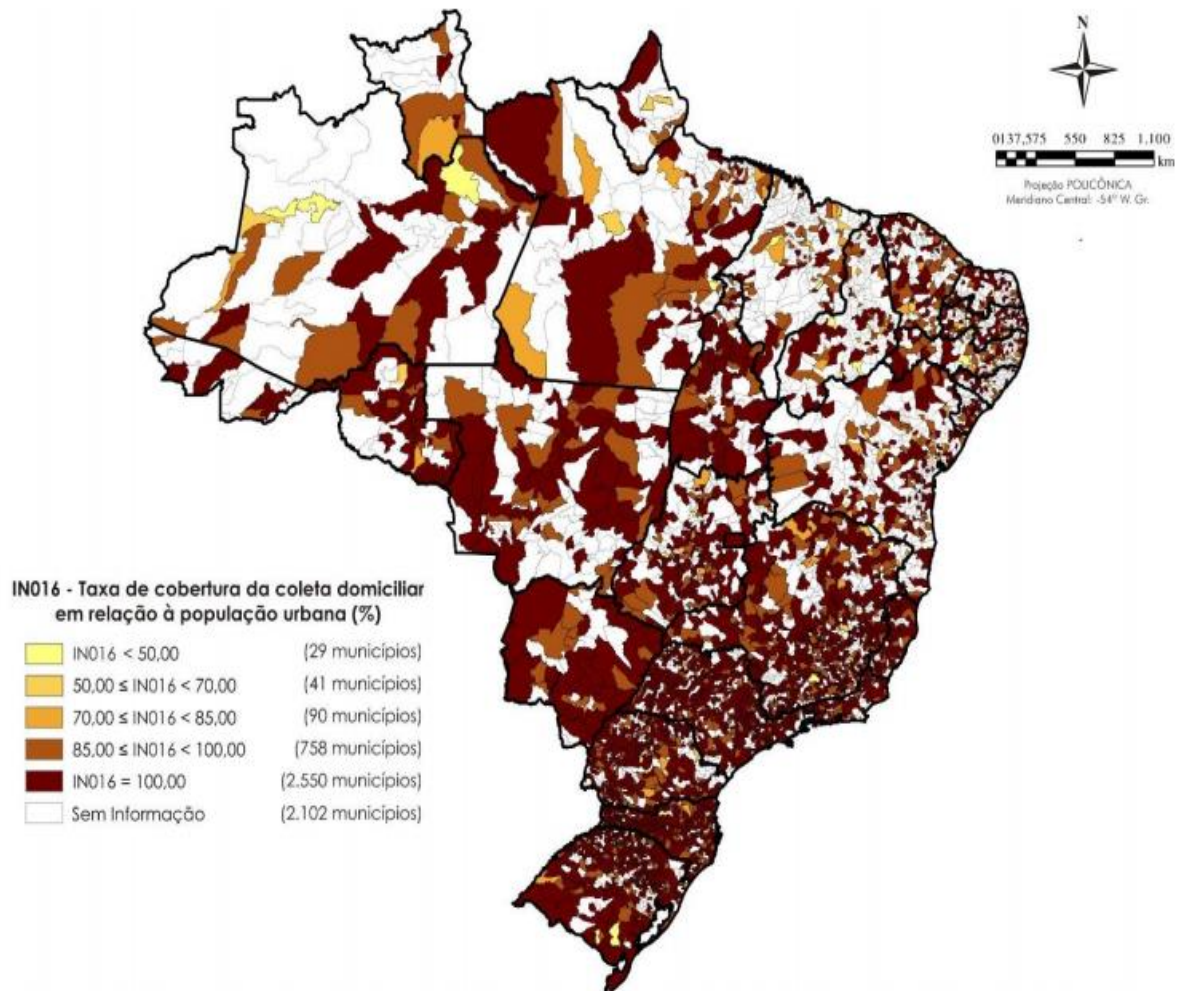 N
0137,575 550 825 1,100
km
Projeção POLICÔNICA
Meridiano Central: -54º W. Gr.
IN016 - Taxa de cobertura da coleta domiciliar
em relação à população urbana (%)
IN016 < 50,00 (29 municípios)
50,00 ≤ IN016 < 70,00 (41 municípios)
70,00 ≤ IN016 < 85,00 (90 municípios)
85,00 ≤ IN016 < 100,00 (758 municípios)
IN016 = 100,00 (2.550 municípios)
Sem Informação (2.102 municípios)